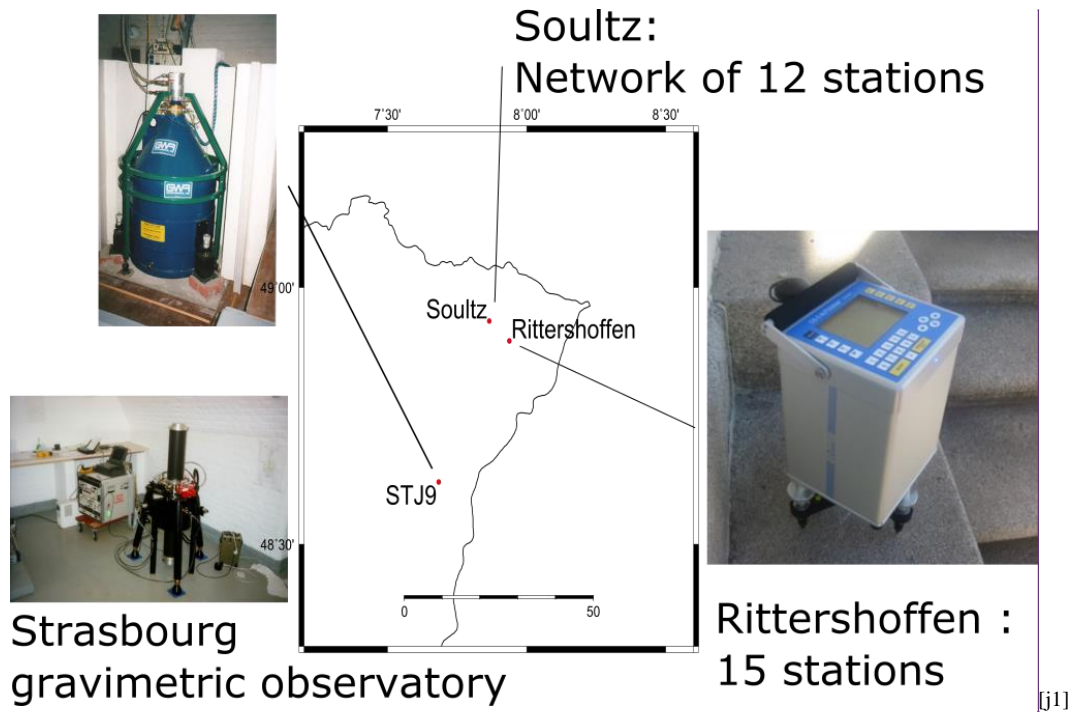 Soultz:
Network of 12 stations
7°30' 8°00' 8°30'
GWR
GWR
49°00'
Soultz
Rittershoffen
STJ9
48°30'
0 50
Strasbourg
gravimetric observatory
Rittershoffen :
15 stations
[j1]